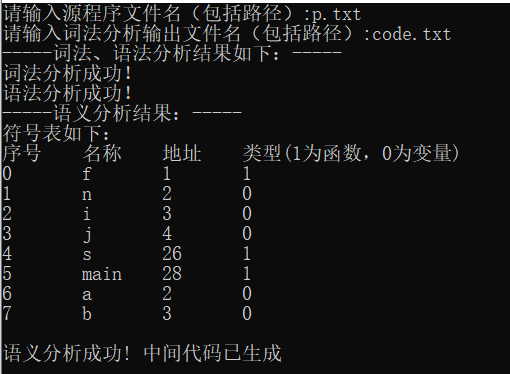 请输入源程序文件名（包括路径）:p.txt
请输入词法分析输出文件名（包括路径）:code.txt
-----词法、语法分析结果如下：-----
词法分析成功!
语法分析成功!
-----语义分析结果：-----
符号表如下：
序号 名称 地址 类型(1为函数，0为变量)
0 f 1 1
1 n 2 0
2 i 3 0
3 j 4 0
4 s 26 1
5 main 28 1
6 a 2 0
7 b 3 0
语义分析成功! 中间代码已生成